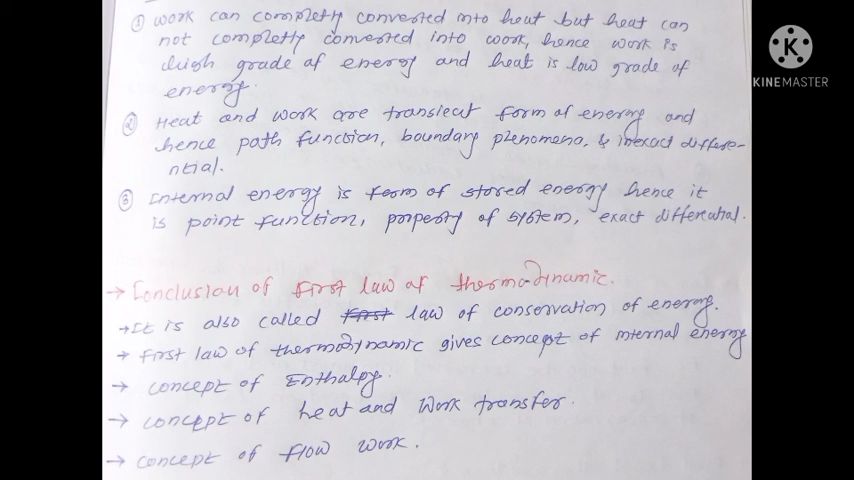 ① work can completly converted into heat but heat can
not completly converted into work, hence work is
high grade of energy and heat is low grade of
energy.
② Heat and work are transient form of energy and
hence path function, boundary phenomena, & inexact differe-
ntial.
③ Internal energy is form of stored energy hence it
is point function, property of system, exact differential.
→ Conclusion of first law of thermodynamic.
→ It is also called first law of conservation of energy.
→ first law of thermodynamic gives concept of internal energy
→ concept of Enthalpy.
→ concept of heat and work transfer.
→ concept of flow work.
K
KINEMASTER